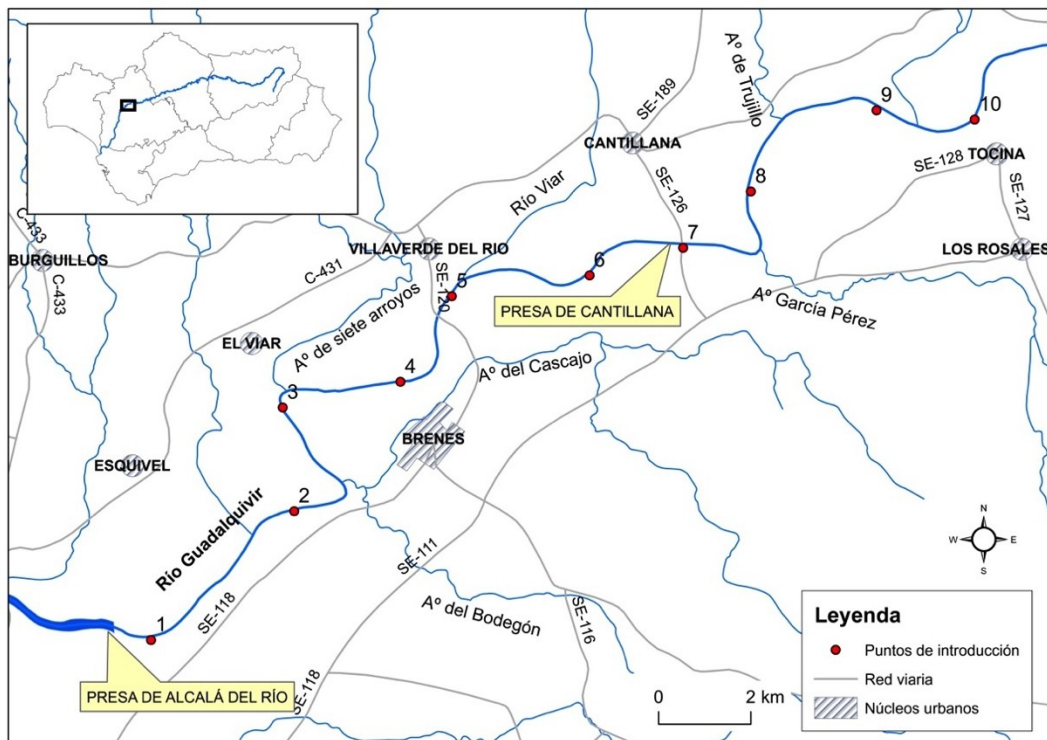 Aº de Trujillo
SE-189
9
10
CANTILLANA
TOCINA
SE-128
SE-127
Río Viar
SE-126
8
C-433
BURGUILLOS
C-433
VILLAVERDE DEL RIO
7
LOS ROSALES
C-431
SE-120
6
5
PRESA DE CANTILLANA
Aº García Pérez
EL VIAR
Aº de siete arroyos
4
Aº del Cascajo
3
BRENES
ESQUIVEL
2
Río Guadalquivir
N
W
E
S
SE-111
SE-118
Aº del Bodegón
SE-116
1
PRESA DE ALCALÁ DEL RÍO
SE-118
0
2 km
Leyenda
Puntos de introducción
Red viaria
Núcleos urbanos